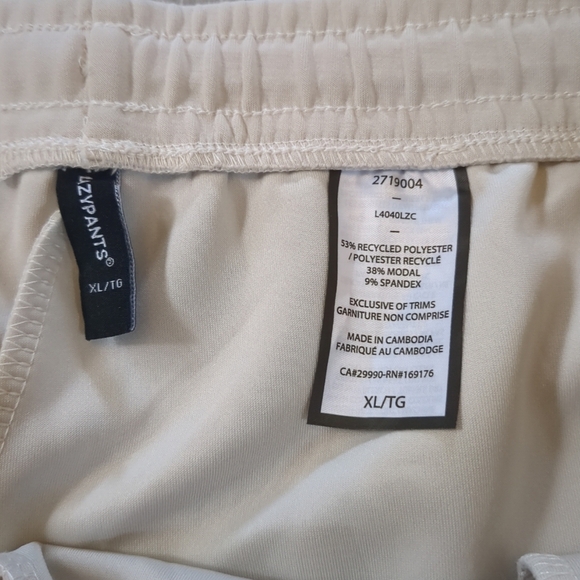 ZYPANTS®
XL/TG
2719004
L4040LZC
53% RECYCLED POLYESTER
/ POLYESTER RECYCLÉ
38% MODAL
9% SPANDEX
EXCLUSIVE OF TRIMS
GARNITURE NON COMPRISE
MADE IN CAMBODIA
FABRIQUÉ AU CAMBODGE
CA#29990-RN#169176
XL/TG